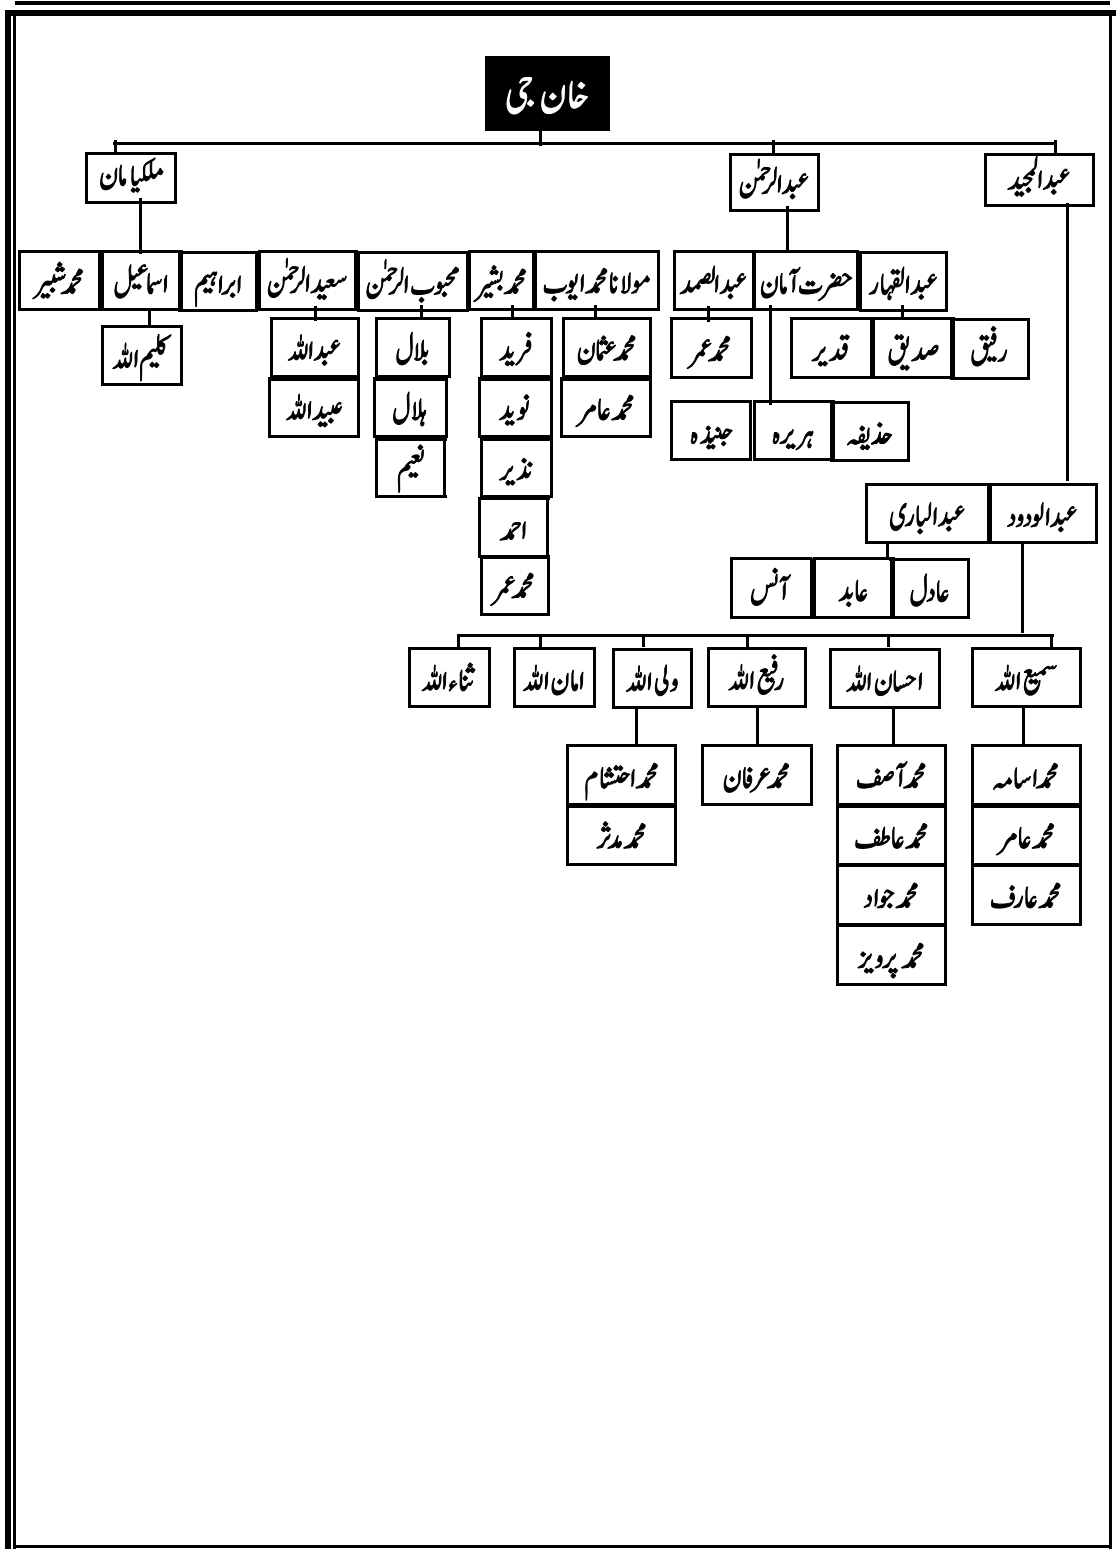 خان جی
عبدالمجید
عبدالرحمٰن
ملکیا مان
عبدالقہار
حضرت آمان
عبدالصمد
مولانا محمد ایوب
محمد بشیر
محبوب الرحمٰن
سعید الرحمٰن
ابراہیم
اسماعیل
محمد شبیر
رفیق
صدیق
قدیر
محمد عمر
محمد عثمان
فرید
بلال
عبداللہ
کلیم اللہ
حذیفہ
ہریرہ
جنیذہ
محمد عامر
نوید
ہلال
عبید اللہ
نذیر
نعیم
عبدالودود
عبدالباری
احمد
عادل
عابد
آنس
محمد عمر
سمیع اللہ
احسان اللہ
رفیع اللہ
ولی اللہ
امان اللہ
ثناء اللہ
محمد اسامہ
محمد آصف
محمد عرفان
محمد احتشام
محمد عامر
محمد عاطف
محمد مدثر
محمد عارف
محمد جواد
محمد پرویز